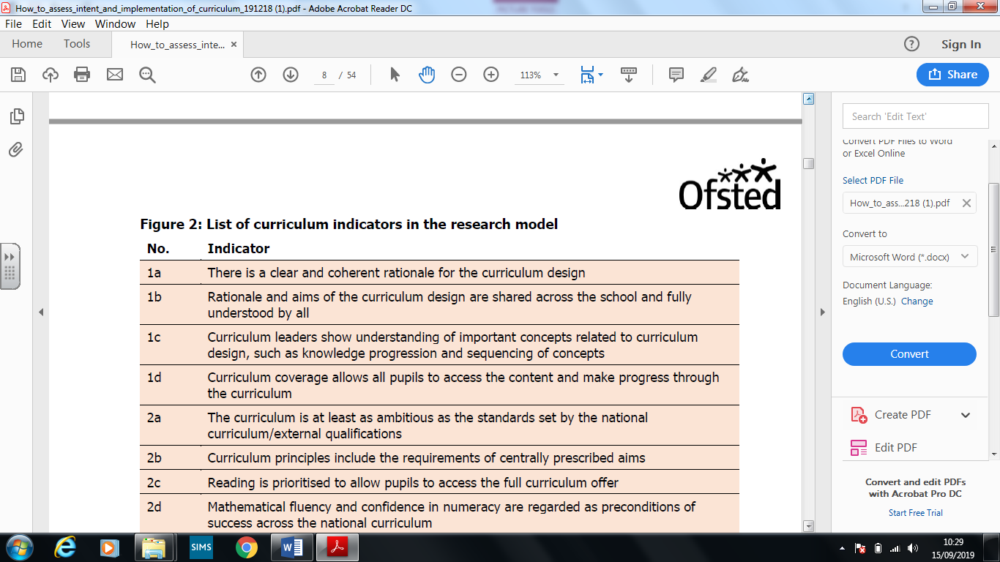 How_to_assess_intent_and_implementation_of_curriculum_191218 (1).pdf - Adobe Acrobat Reader DC
File Edit View Window Help
Home Tools How_to_assess_inte... × ? Sign In
8 / 54 113% Share
Search 'Edit Text'
Convert PDF Files to Word
or Excel Online
Select PDF File
How_to_ass...218 (1).pdf
Convert to
Microsoft Word (*.docx)
Document Language:
English (U.S.) Change
Convert
Create PDF
Edit PDF
Convert and edit PDFs
with Acrobat Pro DC
Start Free Trial
Ofsted
Figure 2: List of curriculum indicators in the research model
No. Indicator
1a There is a clear and coherent rationale for the curriculum design
1b Rationale and aims of the curriculum design are shared across the school and fully
understood by all
1c Curriculum leaders show understanding of important concepts related to curriculum
design, such as knowledge progression and sequencing of concepts
1d Curriculum coverage allows all pupils to access the content and make progress through
the curriculum
2a The curriculum is at least as ambitious as the standards set by the national
curriculum/external qualifications
2b Curriculum principles include the requirements of centrally prescribed aims
2c Reading is prioritised to allow pupils to access the full curriculum offer
2d Mathematical fluency and confidence in numeracy are regarded as preconditions of
success across the national curriculum
SIMS
10:29
15/09/2019